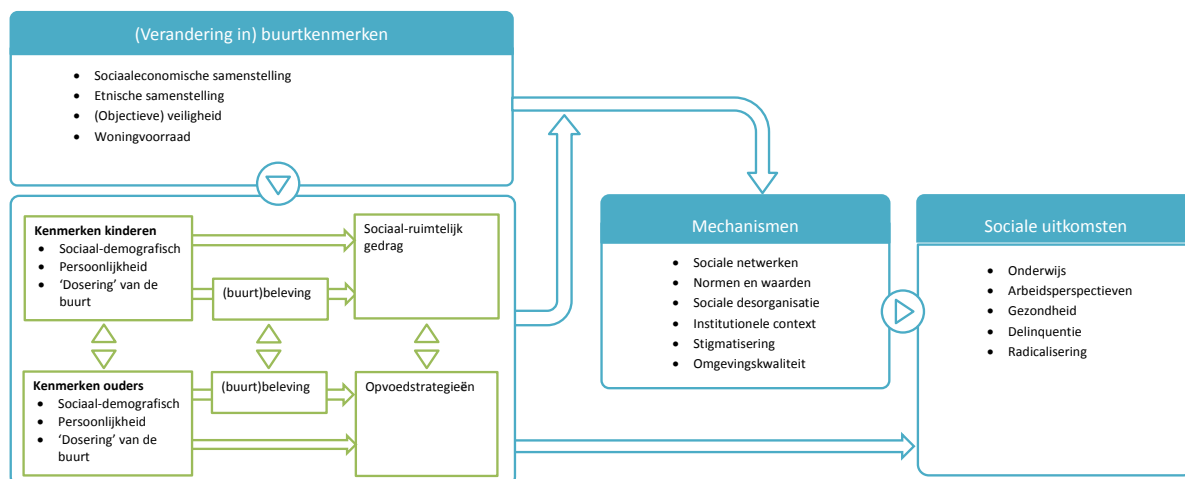 (Verandering in) buurtkenmerken
• Sociaaleconomische samenstelling
• Etnische samenstelling
• (Objectieve) veiligheid
• Woningvoorraad
Kenmerken kinderen
• Sociaal-demografisch
• Persoonlijkheid
• ‘Dosering’ van de
buurt
(buurt)beleving
Sociaal-ruimtelijk
gedrag
Kenmerken ouders
• Sociaal-demografisch
• Persoonlijkheid
• ‘Dosering’ van de
buurt
(buurt)beleving
Opvoedstrategieën
Mechanismen
• Sociale netwerken
• Normen en waarden
• Sociale desorganisatie
• Institutionele context
• Stigmatisering
• Omgevingskwaliteit
Sociale uitkomsten
• Onderwijs
• Arbeidsperspectieven
• Gezondheid
• Delinquentie
• Radicalisering